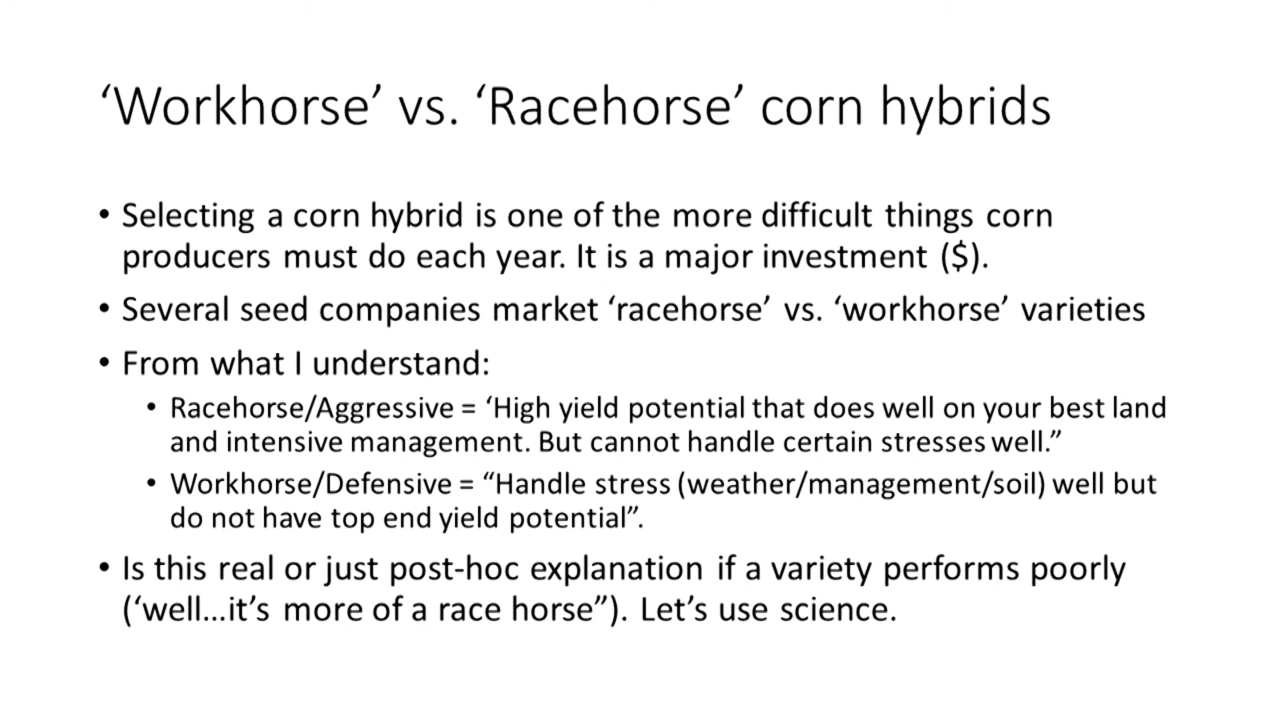 ‘Workhorse’ vs. ‘Racehorse’ corn hybrids
• Selecting a corn hybrid is one of the more difficult things corn
producers must do each year. It is a major investment ($).
• Several seed companies market ‘racehorse’ vs. ‘workhorse’ varieties
• From what I understand:
• Racehorse/Aggressive = ‘High yield potential that does well on your best land
and intensive management. But cannot handle certain stresses well.”
• Workhorse/Defensive = “Handle stress (weather/management/soil) well but
do not have top end yield potential”.
• Is this real or just post-hoc explanation if a variety performs poorly
(‘well...it’s more of a race horse”). Let’s use science.